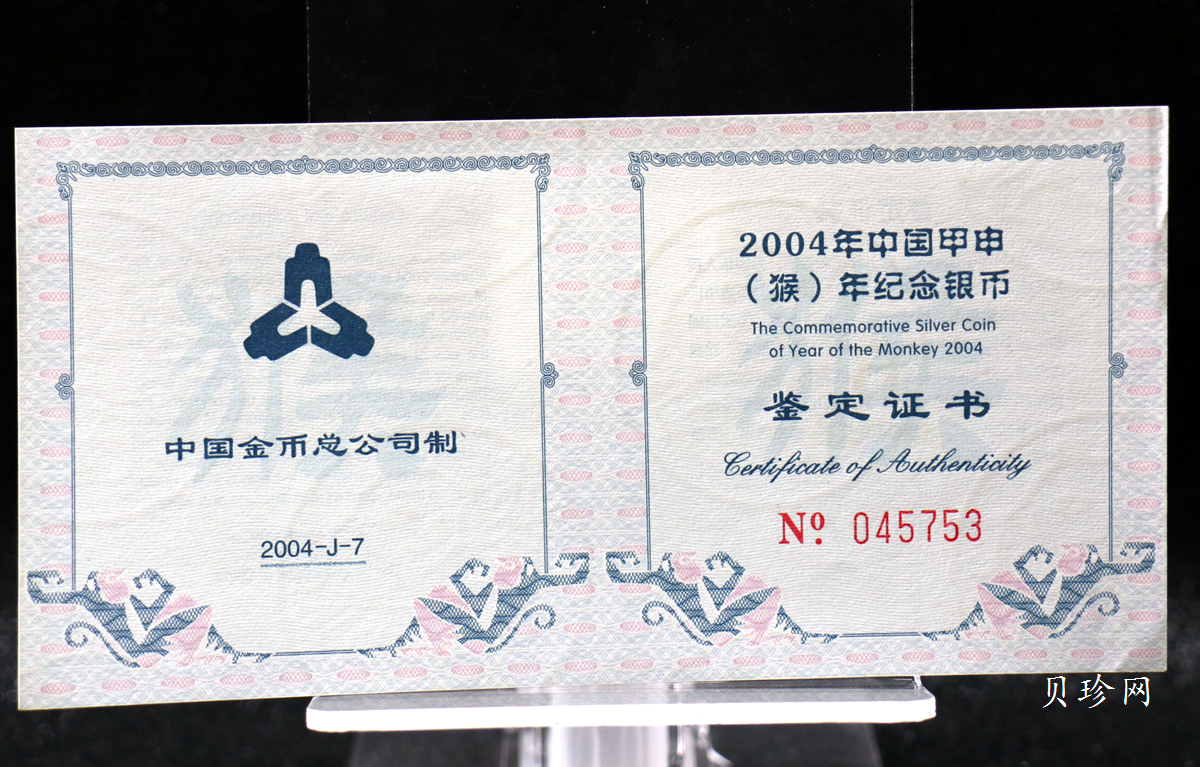 中国金币总公司制
2004-J-7
2004年中国甲申
（猴）年纪念银币
The Commemorative Silver Coin
of Year of the Monkey 2004
鉴定证书
Certificate of Authenticity
Nº. 045753
贝珍网